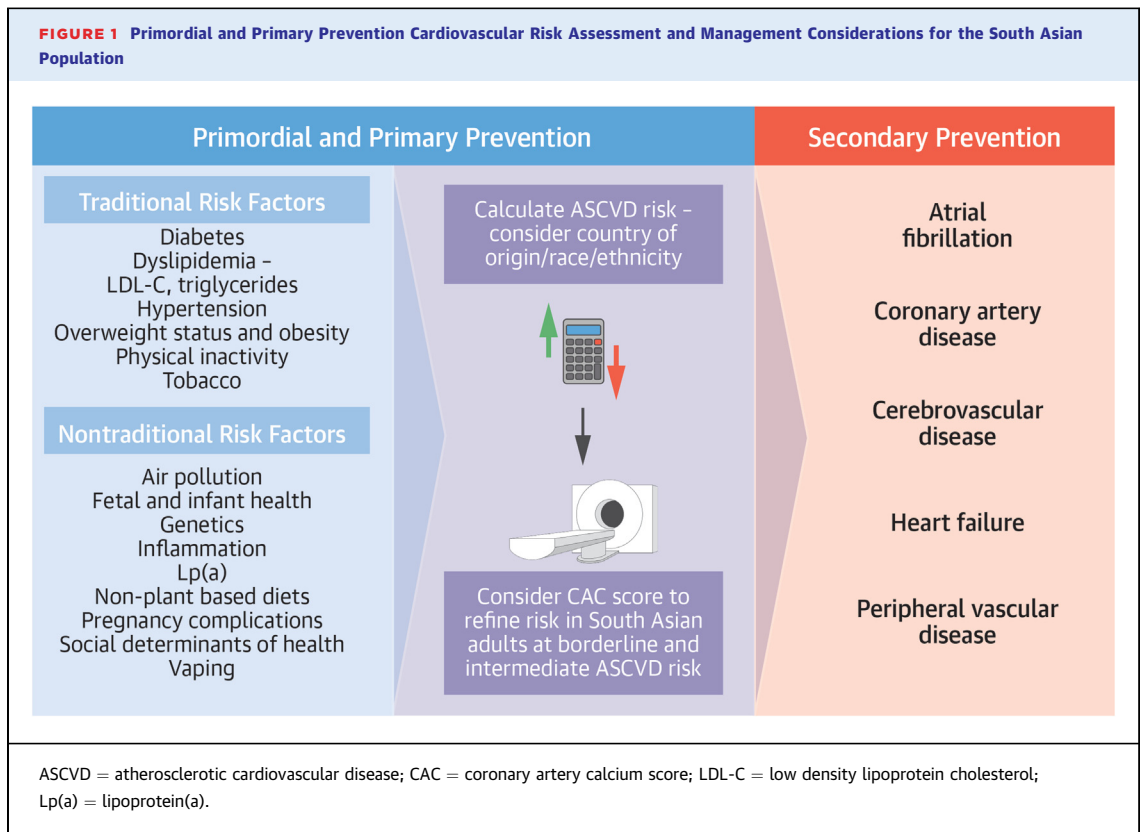 FIGURE 1 Primordial and Primary Prevention Cardiovascular Risk Assessment and Management Considerations for the South Asian
Population
Primordial and Primary Prevention
Secondary Prevention
Traditional Risk Factors
Diabetes
Dyslipidemia –
LDL-C, triglycerides
Hypertension
Overweight status and obesity
Physical inactivity
Tobacco
Nontraditional Risk Factors
Air pollution
Fetal and infant health
Genetics
Inflammation
Lp(a)
Non-plant based diets
Pregnancy complications
Social determinants of health
Vaping
Calculate ASCVD risk –
consider country of
origin/race/ethnicity
Consider CAC score to
refine risk in South Asian
adults at borderline and
intermediate ASCVD risk
Atrial
fibrillation
Coronary artery
disease
Cerebrovascular
disease
Heart failure
Peripheral vascular
disease
ASCVD = atherosclerotic cardiovascular disease; CAC = coronary artery calcium score; LDL-C = low density lipoprotein cholesterol;
Lp(a) = lipoprotein(a).